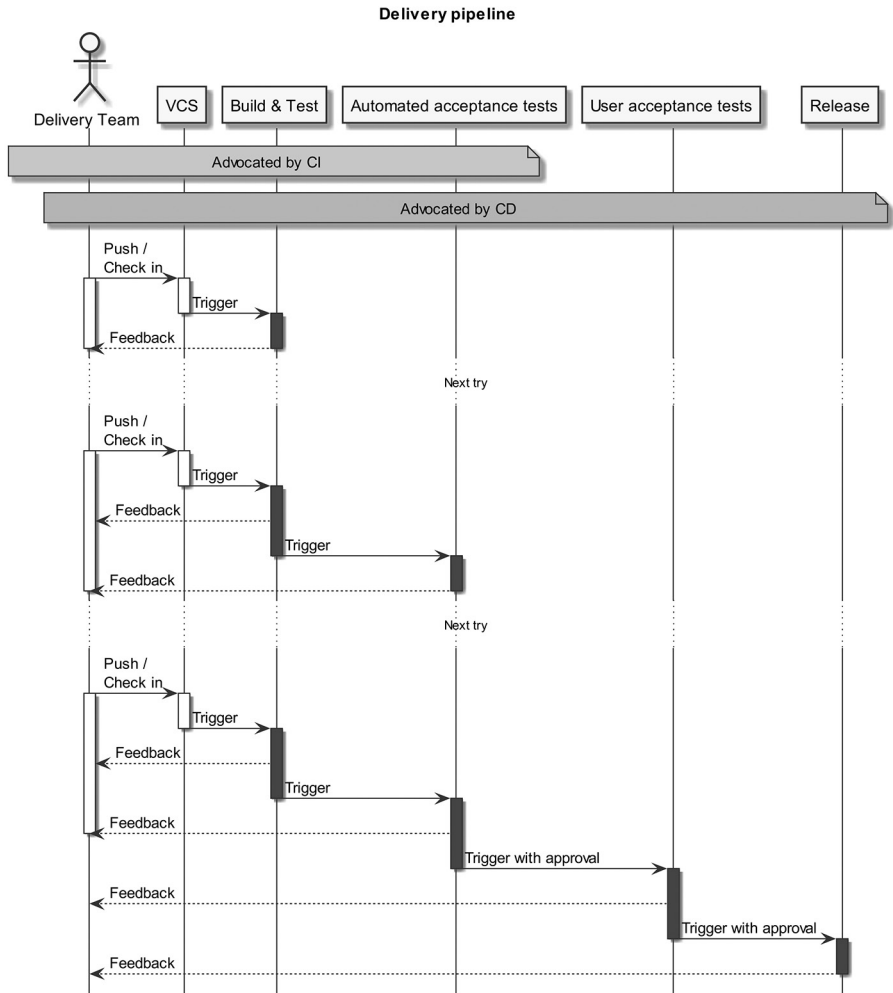 Delivery pipeline
Delivery Team
VCS
Build & Test
Automated acceptance tests
User acceptance tests
Release
Advocated by CI
Advocated by CD
Push /
Check in
Trigger
Feedback
Next try
Push /
Check in
Trigger
Feedback
Trigger
Feedback
Next try
Push /
Check in
Trigger
Feedback
Trigger
Feedback
Trigger with approval
Feedback
Trigger with approval
Feedback